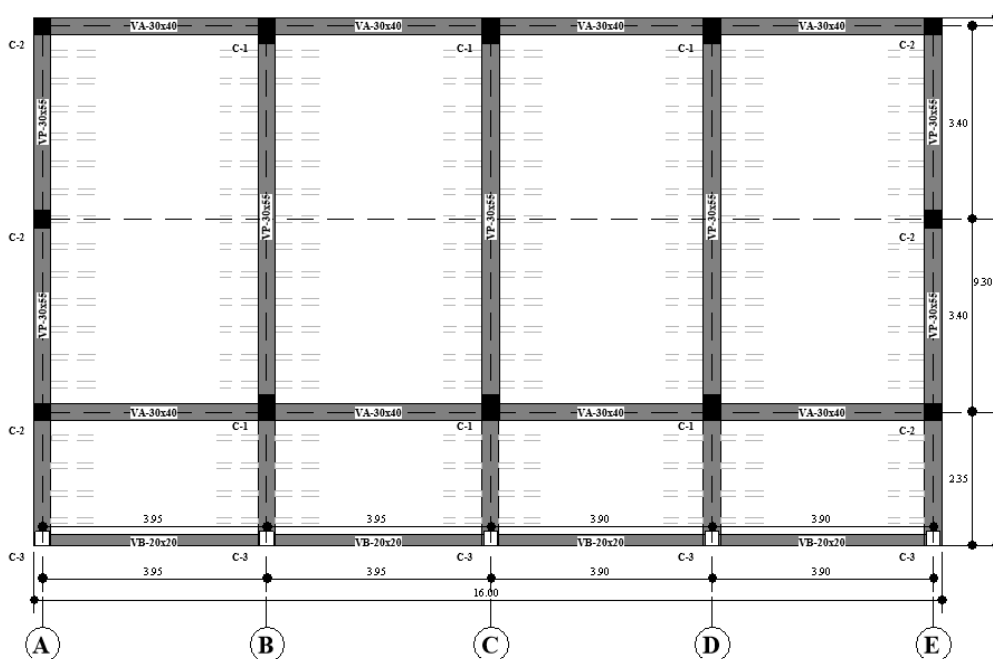 VA-30x40 VA-30x40 VA-30x40 VA-30x40
C-2 C-1 C-1 C-1 C-2
VP-30x55 VP-30x55 3.40
VP-30x55 VP-30x55 VP-30x55
C-2 C-2
9.30
VP-30x55 VP-30x55 3.40
VA-30x40 VA-30x40 VA-30x40 VA-30x40
C-2 C-1 C-1 C-1 C-2
2.35
3.95 3.95 3.90 3.90
VB-20x20 VB-20x20 VB-20x20 VB-20x20
C-3 C-3 C-3 C-3 C-3
3.95 3.95 3.90 3.90
16.00
A B C D E